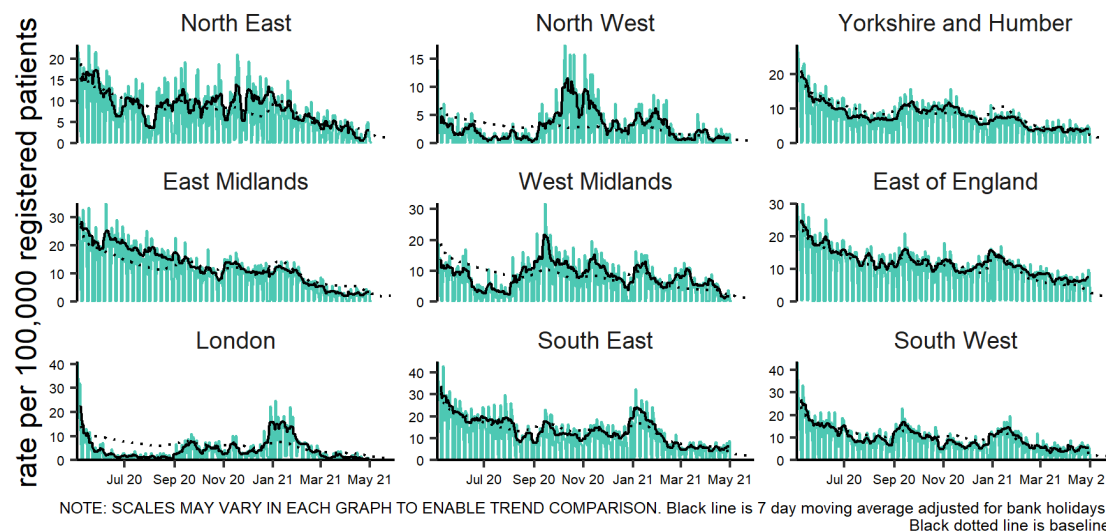 rate per 100,000 registered patients
North East
20
15
10
5
0
North West
15
10
5
0
Yorkshire and Humber
20
10
0
East Midlands
30
20
10
0
West Midlands
30
20
10
0
East of England
30
20
10
0
London
40
30
20
10
0
South East
40
30
20
10
0
South West
40
30
20
10
0
Jul 20 Sep 20 Nov 20 Jan 21 Mar 21 May 21
Jul 20 Sep 20 Nov 20 Jan 21 Mar 21 May 21
Jul 20 Sep 20 Nov 20 Jan 21 Mar 21 May 2
NOTE: SCALES MAY VARY IN EACH GRAPH TO ENABLE TREND COMPARISON. Black line is 7 day moving average adjusted for bank holidays
Black dotted line is baseline